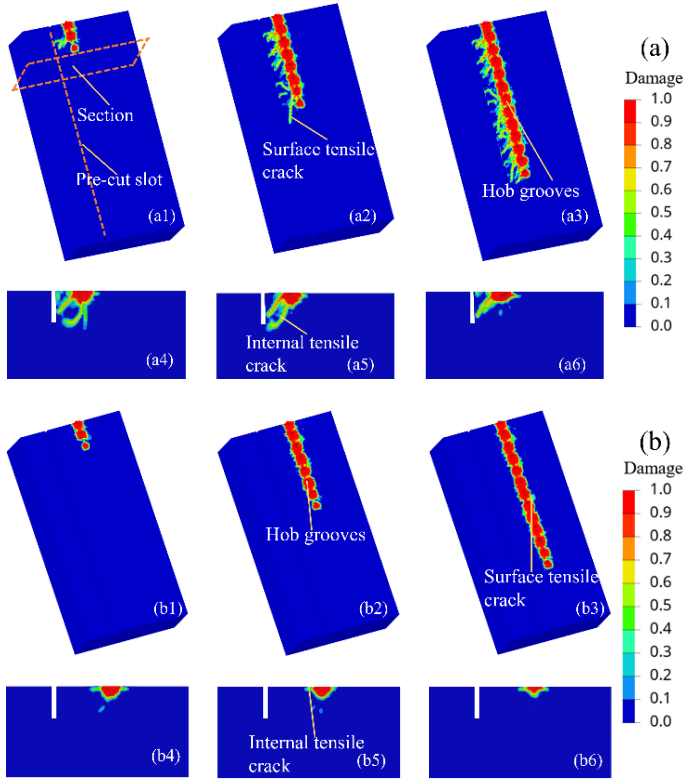 (a)
Damage
1.0
0.9
0.8
0.7
0.6
0.5
0.4
0.3
0.2
0.1
0.0
Section
Pre-cut slot
(a1)
Surface tensile
crack
(a2)
Hob grooves
(a3)
(a4)
Internal tensile
crack
(a5)
(a6)
(b)
Damage
1.0
0.9
0.8
0.7
0.6
0.5
0.4
0.3
0.2
0.1
0.0
(b1)
Hob grooves
(b2)
Surface tensile
crack
(b3)
(b4)
Internal tensile
crack
(b5)
(b6)